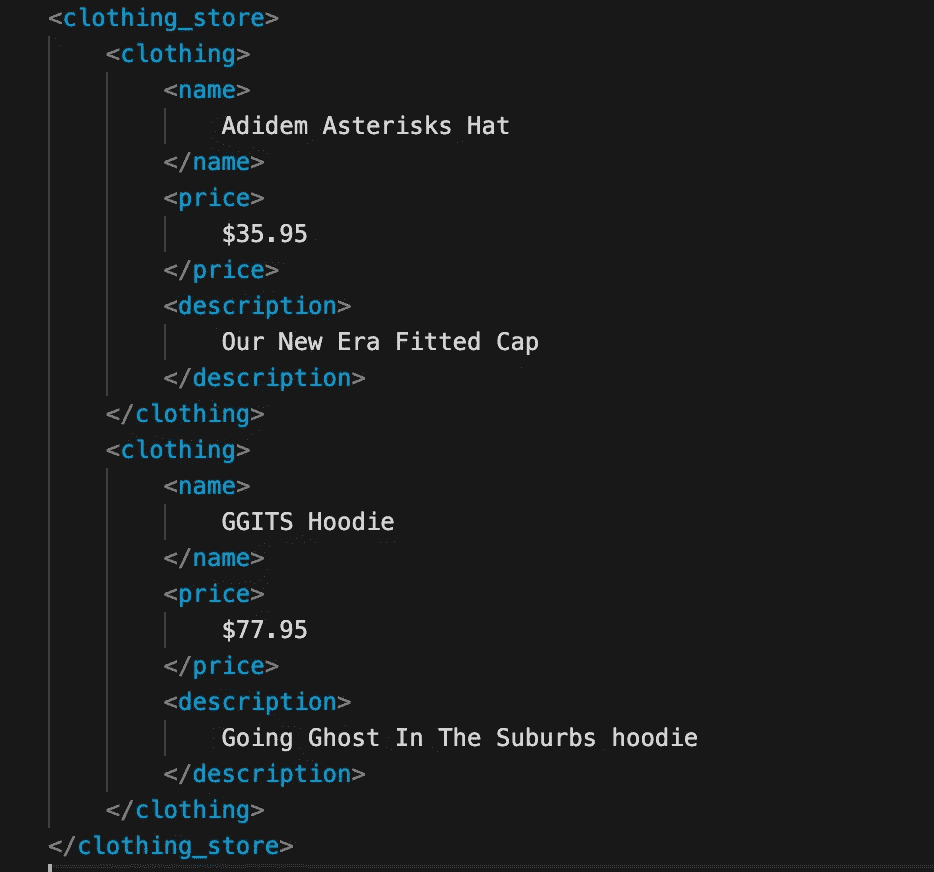 <clothing_store>
<clothing>
<name>
Adidem Asterisks Hat
</name>
<price>
$35.95
</price>
<description>
Our New Era Fitted Cap
</description>
</clothing>
<clothing>
<name>
GGITS Hoodie
</name>
<price>
$77.95
</price>
<description>
Going Ghost In The Suburbs hoodie
</description>
</clothing>
</clothing_store>